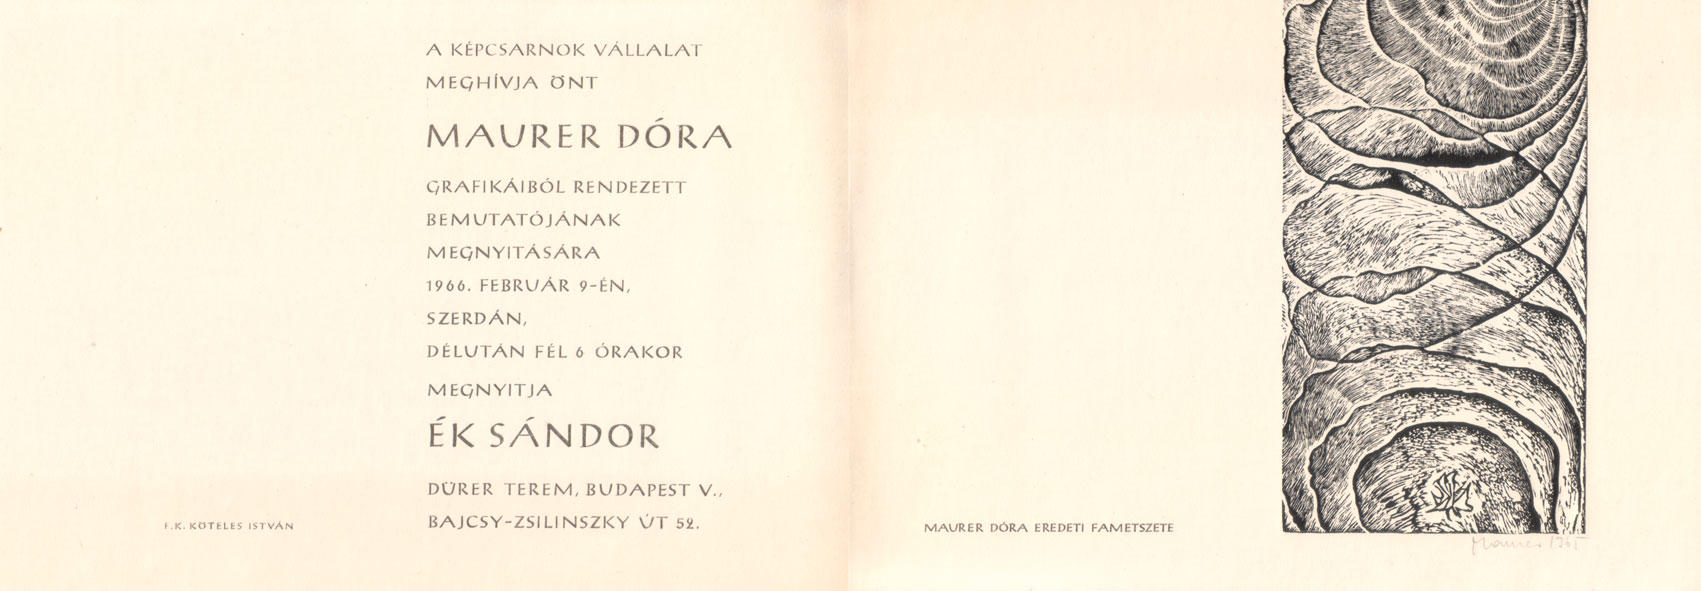 A KÉPCSARNOK VÁLLALAT
MEGHÍVJA ÖNT
MAURER DÓRA
GRAFIKÁIBÓL RENDEZETT
BEMUTATÓJÁNAK
MEGNYITÁSÁRA
1966. FEBRUÁR 9-ÉN,
SZERDÁN,
DÉLUTÁN FÉL 6 ÓRAKOR
MEGNYITJA
ÉK SÁNDOR
DÜRER TEREM, BUDAPEST V.,
BAJCSY-ZSILINSZKY ÚT 52.
F.K. KÖTELES ISTVÁN
MAURER DÓRA EREDETI FAMETSZETE
Maurer